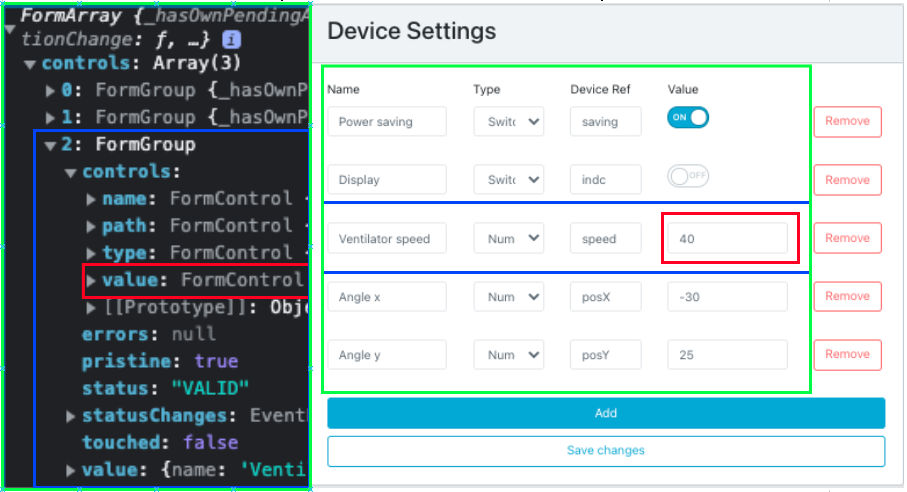 FormArray {_hasOwnPendingA
tionChange: ƒ, …} i
▼ controls: Array(3)
▶ 0: FormGroup {_hasOwnP
▶ 1: FormGroup {_hasOwnP
▼ 2: FormGroup
▼ controls:
▶ name: FormControl {
▶ path: FormControl {
▶ type: FormControl {
▶ value: FormControl
▶ [[Prototype]]: Obje
errors: null
pristine: true
status: "VALID"
▶ statusChanges: Event
touched: false
▶ value: {name: 'Venti
Device Settings
Name Type Device Ref Value
Power saving Switc saving ON Remove
Display Switc indc OFF Remove
Ventilator speed Num speed 40 Remove
Angle x Num posX -30 Remove
Angle y Num posY 25 Remove
Add
Save changes